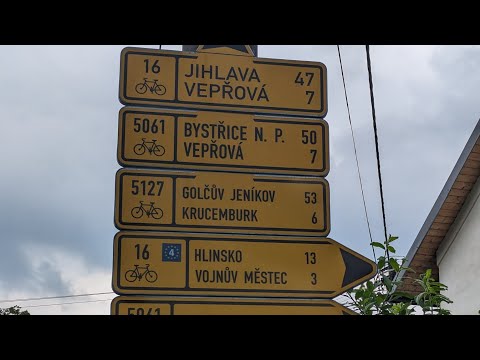 16 JIHLAVA 47
VEPŘOVÁ 7
5061 BYSTŘICE N. P. 50
VEPŘOVÁ 7
5127 GOLČŮV JENÍKOV 53
KRUCEMBURK 6
16 4 HLINSKO 13
VOJNŮV MĚSTEC 3
5061